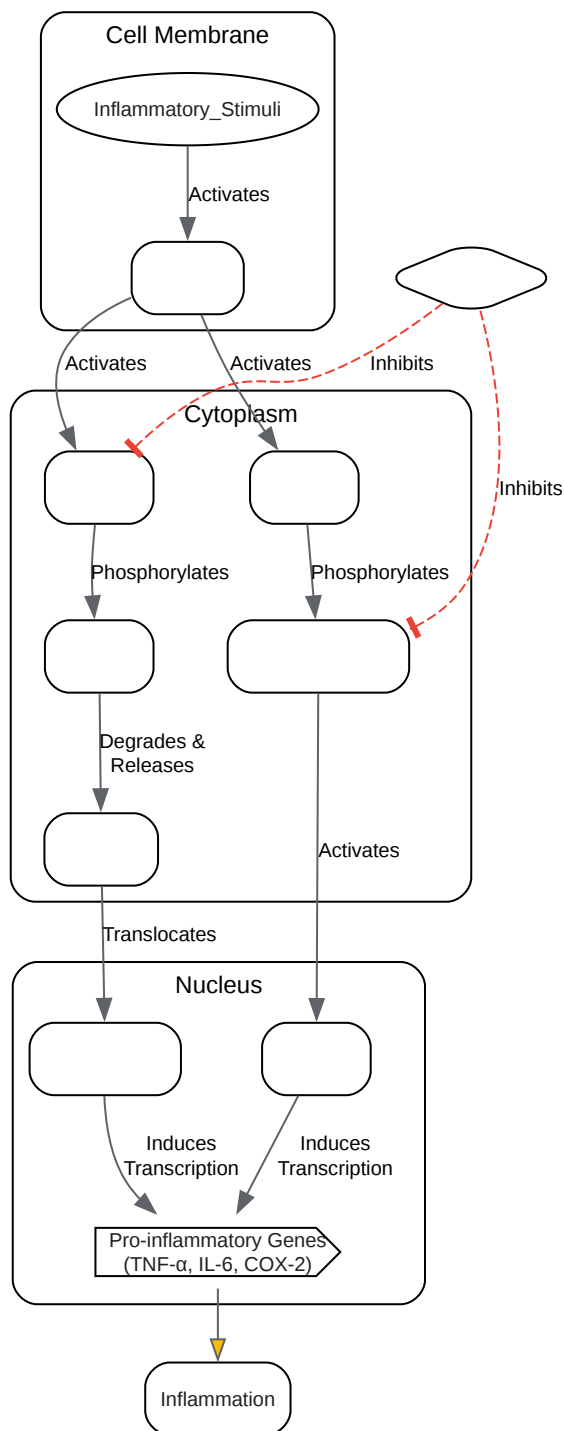 Cell Membrane
Inflammatory_Stimuli
Activates
Activates
Activates
Inhibits
Cytoplasm
Inhibits
Phosphorylates
Phosphorylates
Degrades &
Releases
Activates
Translocates
Nucleus
Induces
Transcription
Induces
Transcription
Pro-inflammatory Genes
(TNF-α, IL-6, COX-2)
Inflammation